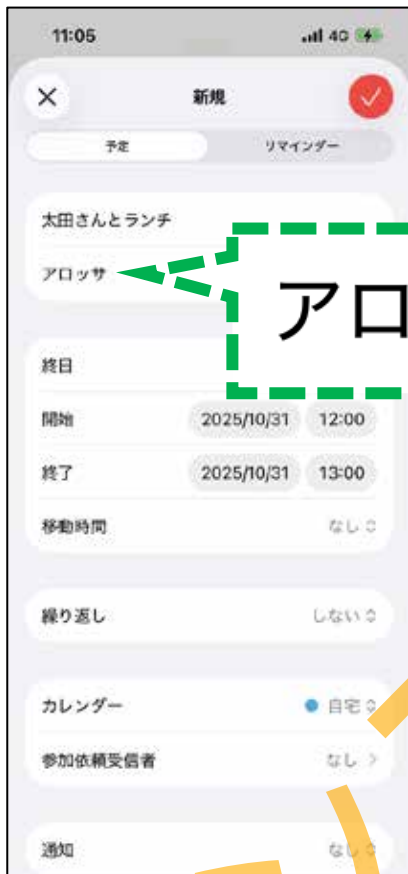 11:05 4G
新規
予定 リマインダー
太田さんとランチ
アロッサ
アロ
終日
開始 2025/10/31 12:00
終了 2025/10/31 13:00
移動時間 なし
繰り返し しない
カレンダー 自宅
参加依頼受信者 なし
通知 なし